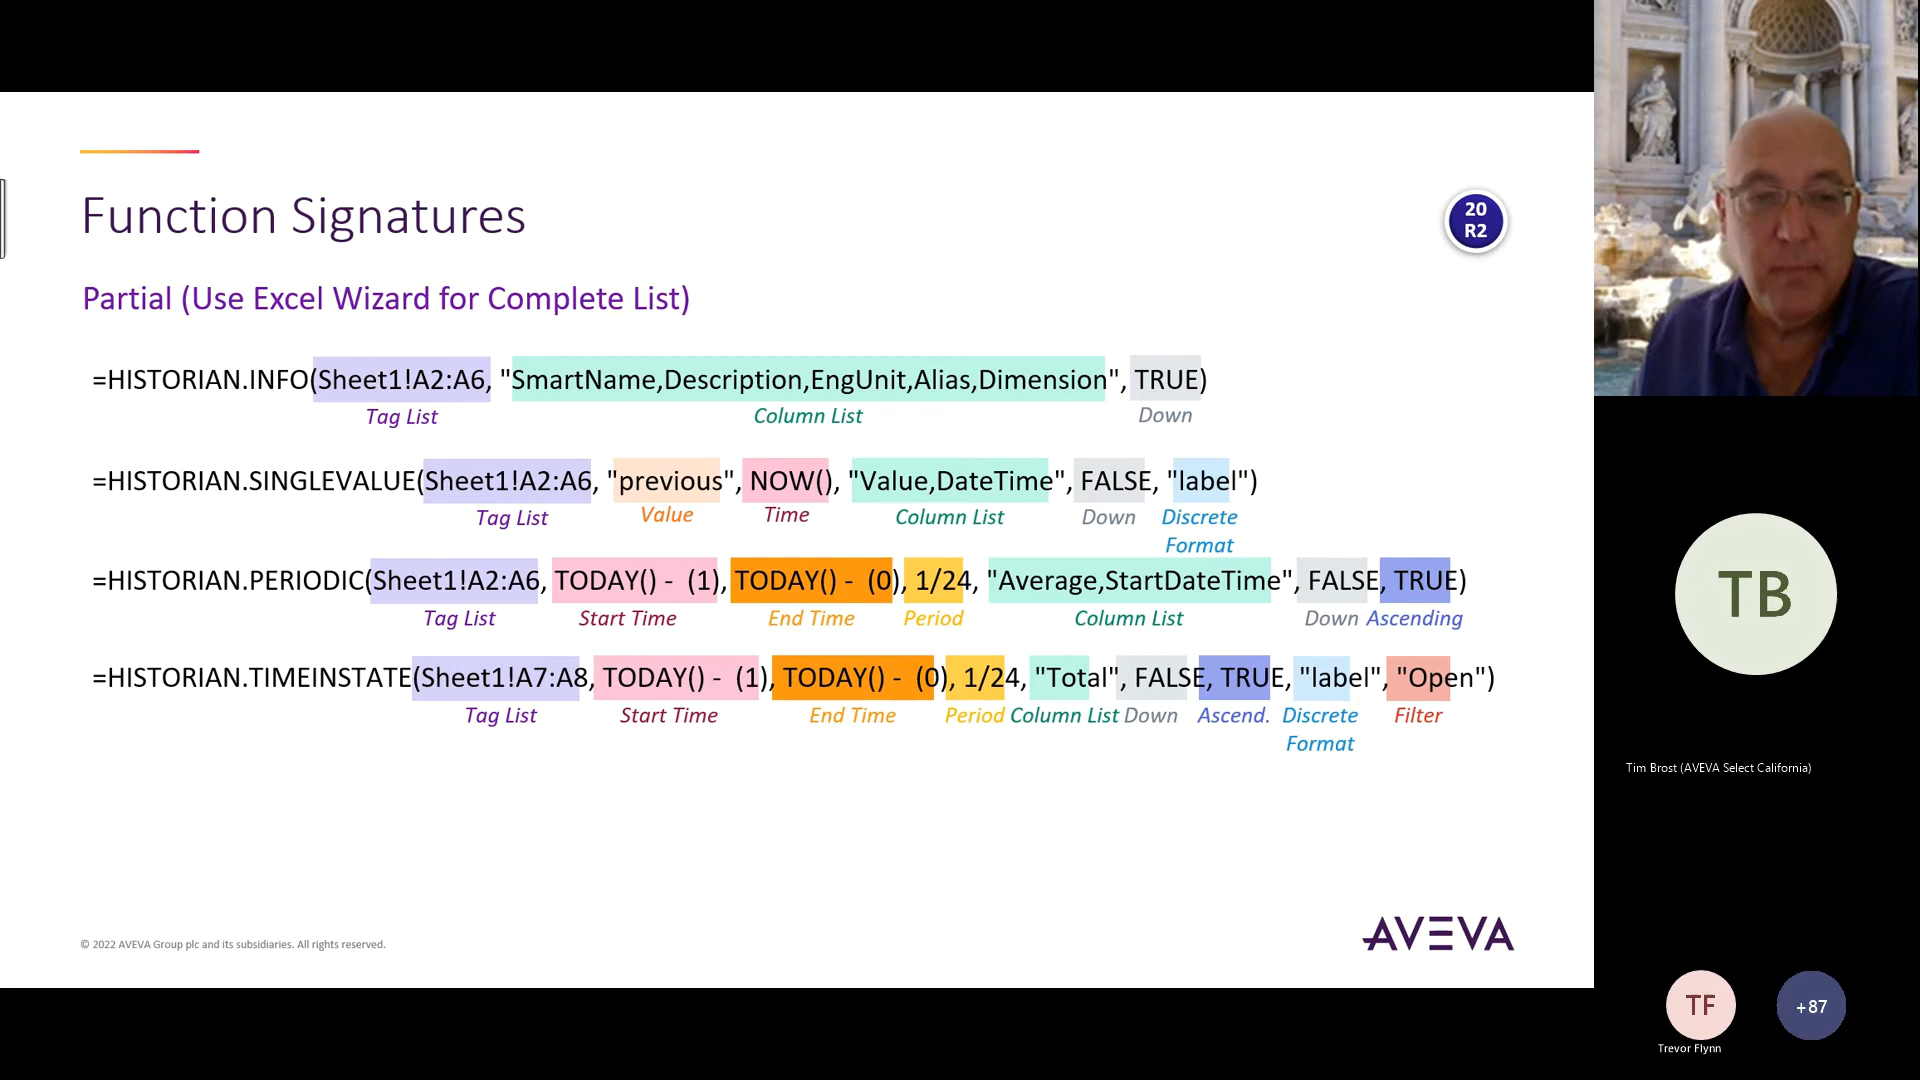 Function Signatures
20
R2
Partial (Use Excel Wizard for Complete List)
=HISTORIAN.INFO(Sheet1!A2:A6, "SmartName,Description,EngUnit,Alias,Dimension", TRUE)
Tag List Column List Down
=HISTORIAN.SINGLEVALUE(Sheet1!A2:A6, "previous", NOW(), "Value,DateTime", FALSE, "label")
Tag List Value Time Column List Down Discrete
Format
=HISTORIAN.PERIODIC(Sheet1!A2:A6, TODAY() - (1), TODAY() - (0), 1/24, "Average,StartDateTime", FALSE, TRUE)
Tag List Start Time End Time Period Column List Down Ascending
=HISTORIAN.TIMEINSTATE(Sheet1!A7:A8, TODAY() - (1), TODAY() - (0), 1/24, "Total", FALSE, TRUE, "label", "Open")
Tag List Start Time End Time Period Column List Down Ascend. Discrete Filter
Format
© 2022 AVEVA Group plc and its subsidiaries. All rights reserved.
AVEVA
TB
Tim Brost (AVEVA Select California)
TF
+87
Trevor Flynn